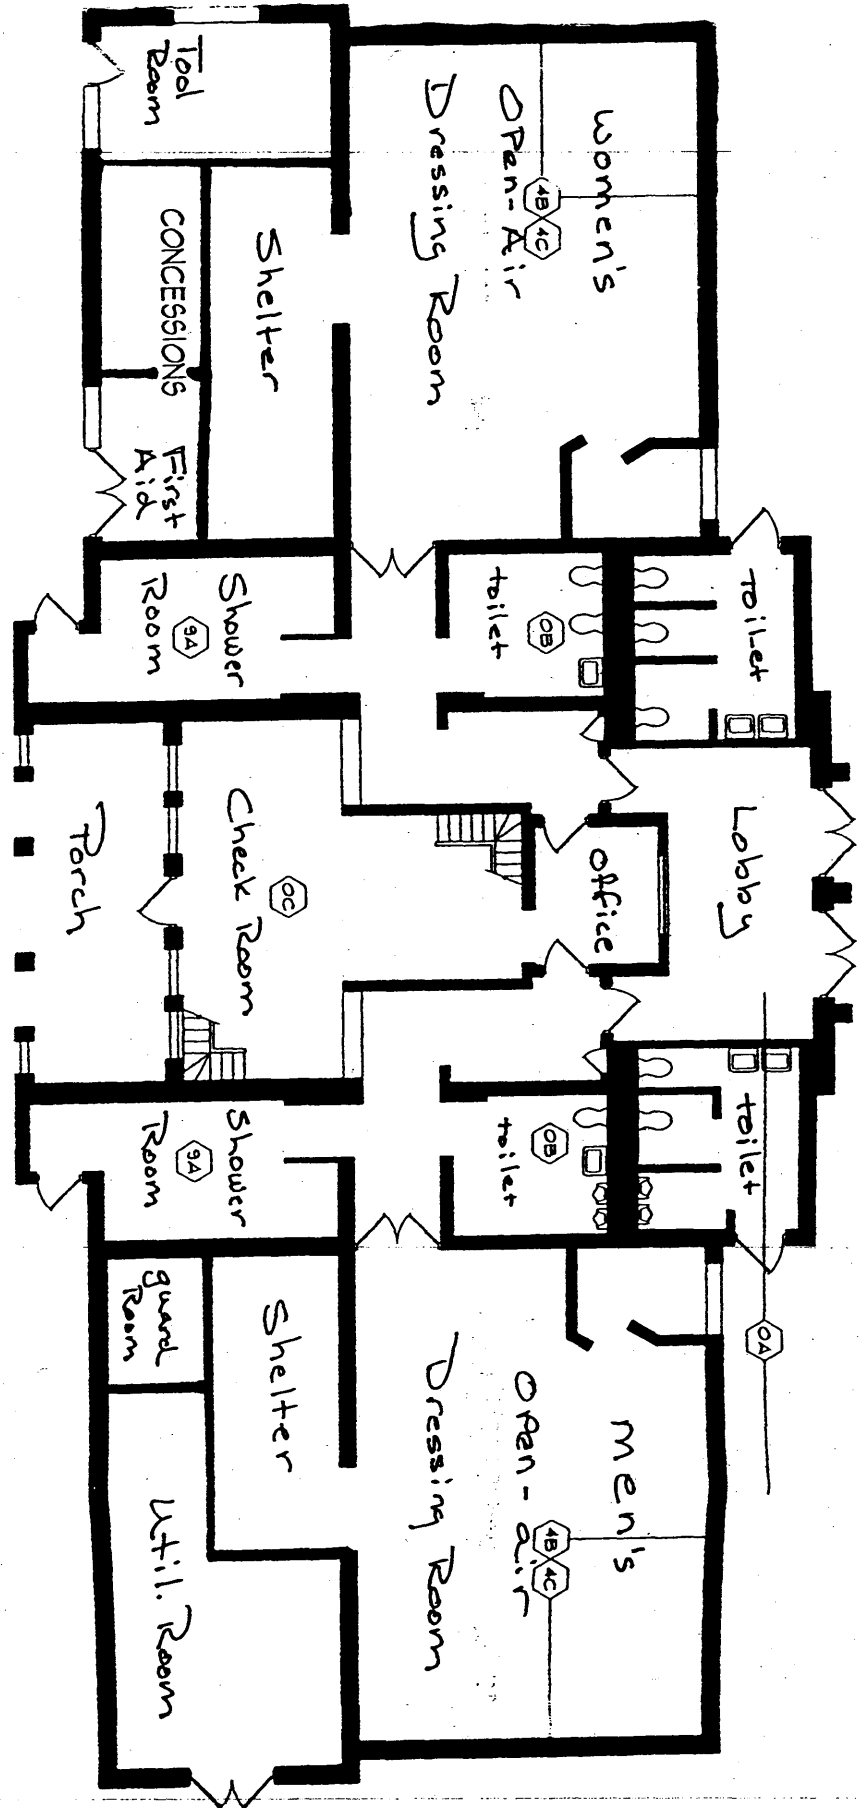 Tool
Room
CONCESSIONS
First
Aid
Shelter
Women's
Open-Air
Dressing Room
4B
4C
Shower
Room
9A
toilet
0B
toilet
Porch
Check Room
0C
office
Lobby
Shower
Room
9A
toilet
0B
toilet
0A
guard
Room
Shelter
Util. Room
men's
Open-air
Dressing Room
4B
4C